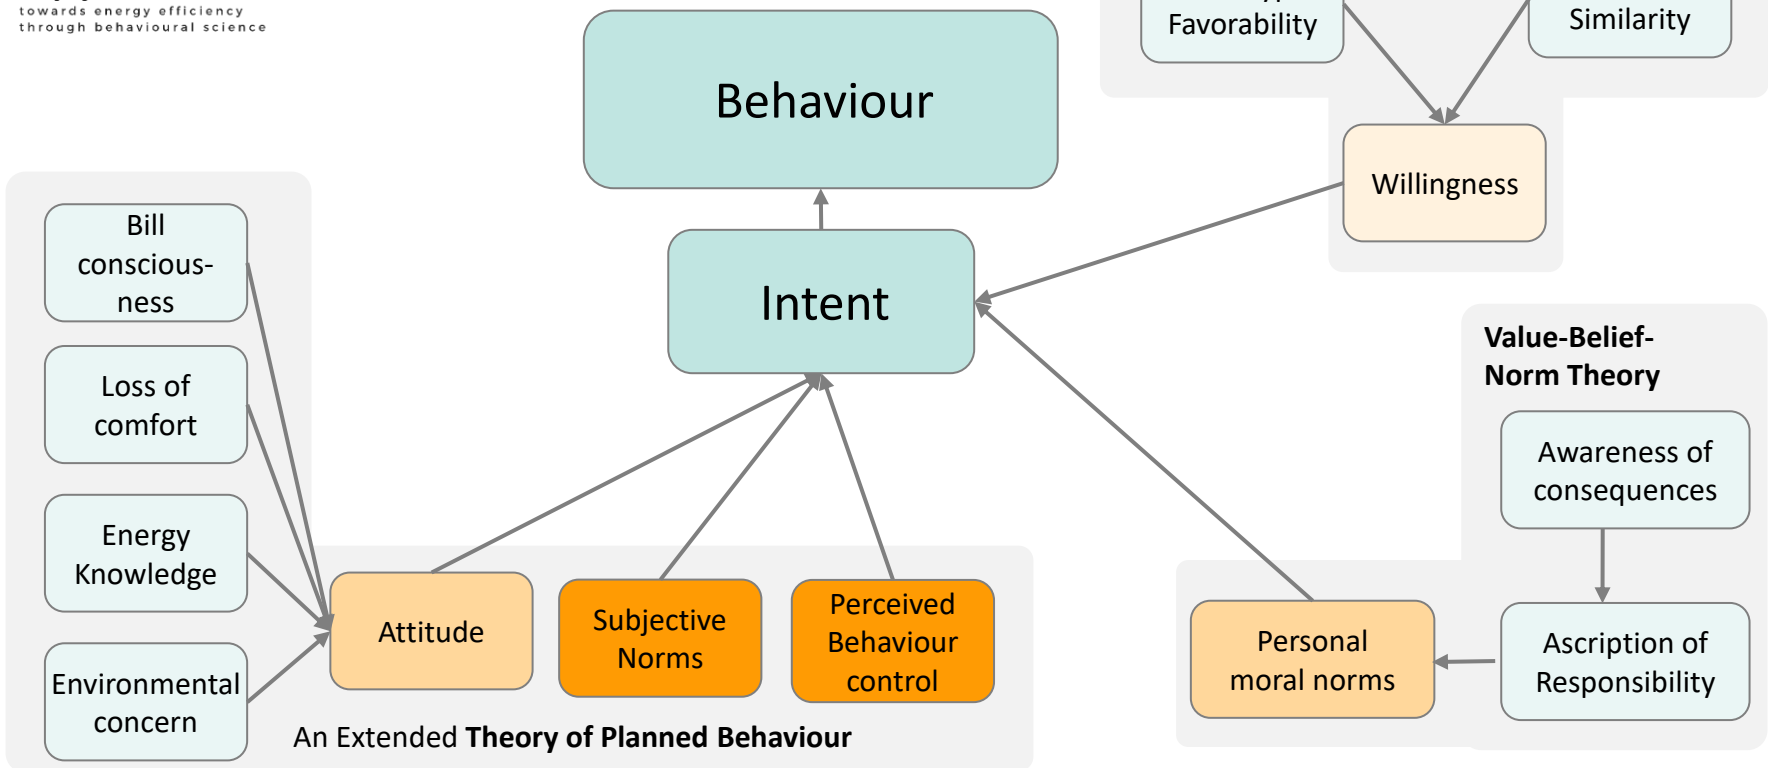 towards energy efficiency
through behavioural science
Favorability
Similarity
Behaviour
Willingness
Bill
conscious-
ness
Intent
Value-Belief-
Norm Theory
Loss of
comfort
Awareness of
consequences
Energy
Knowledge
Attitude
Subjective
Norms
Perceived
Behaviour
control
Personal
moral norms
Ascription of
Responsibility
Environmental
concern
An Extended Theory of Planned Behaviour